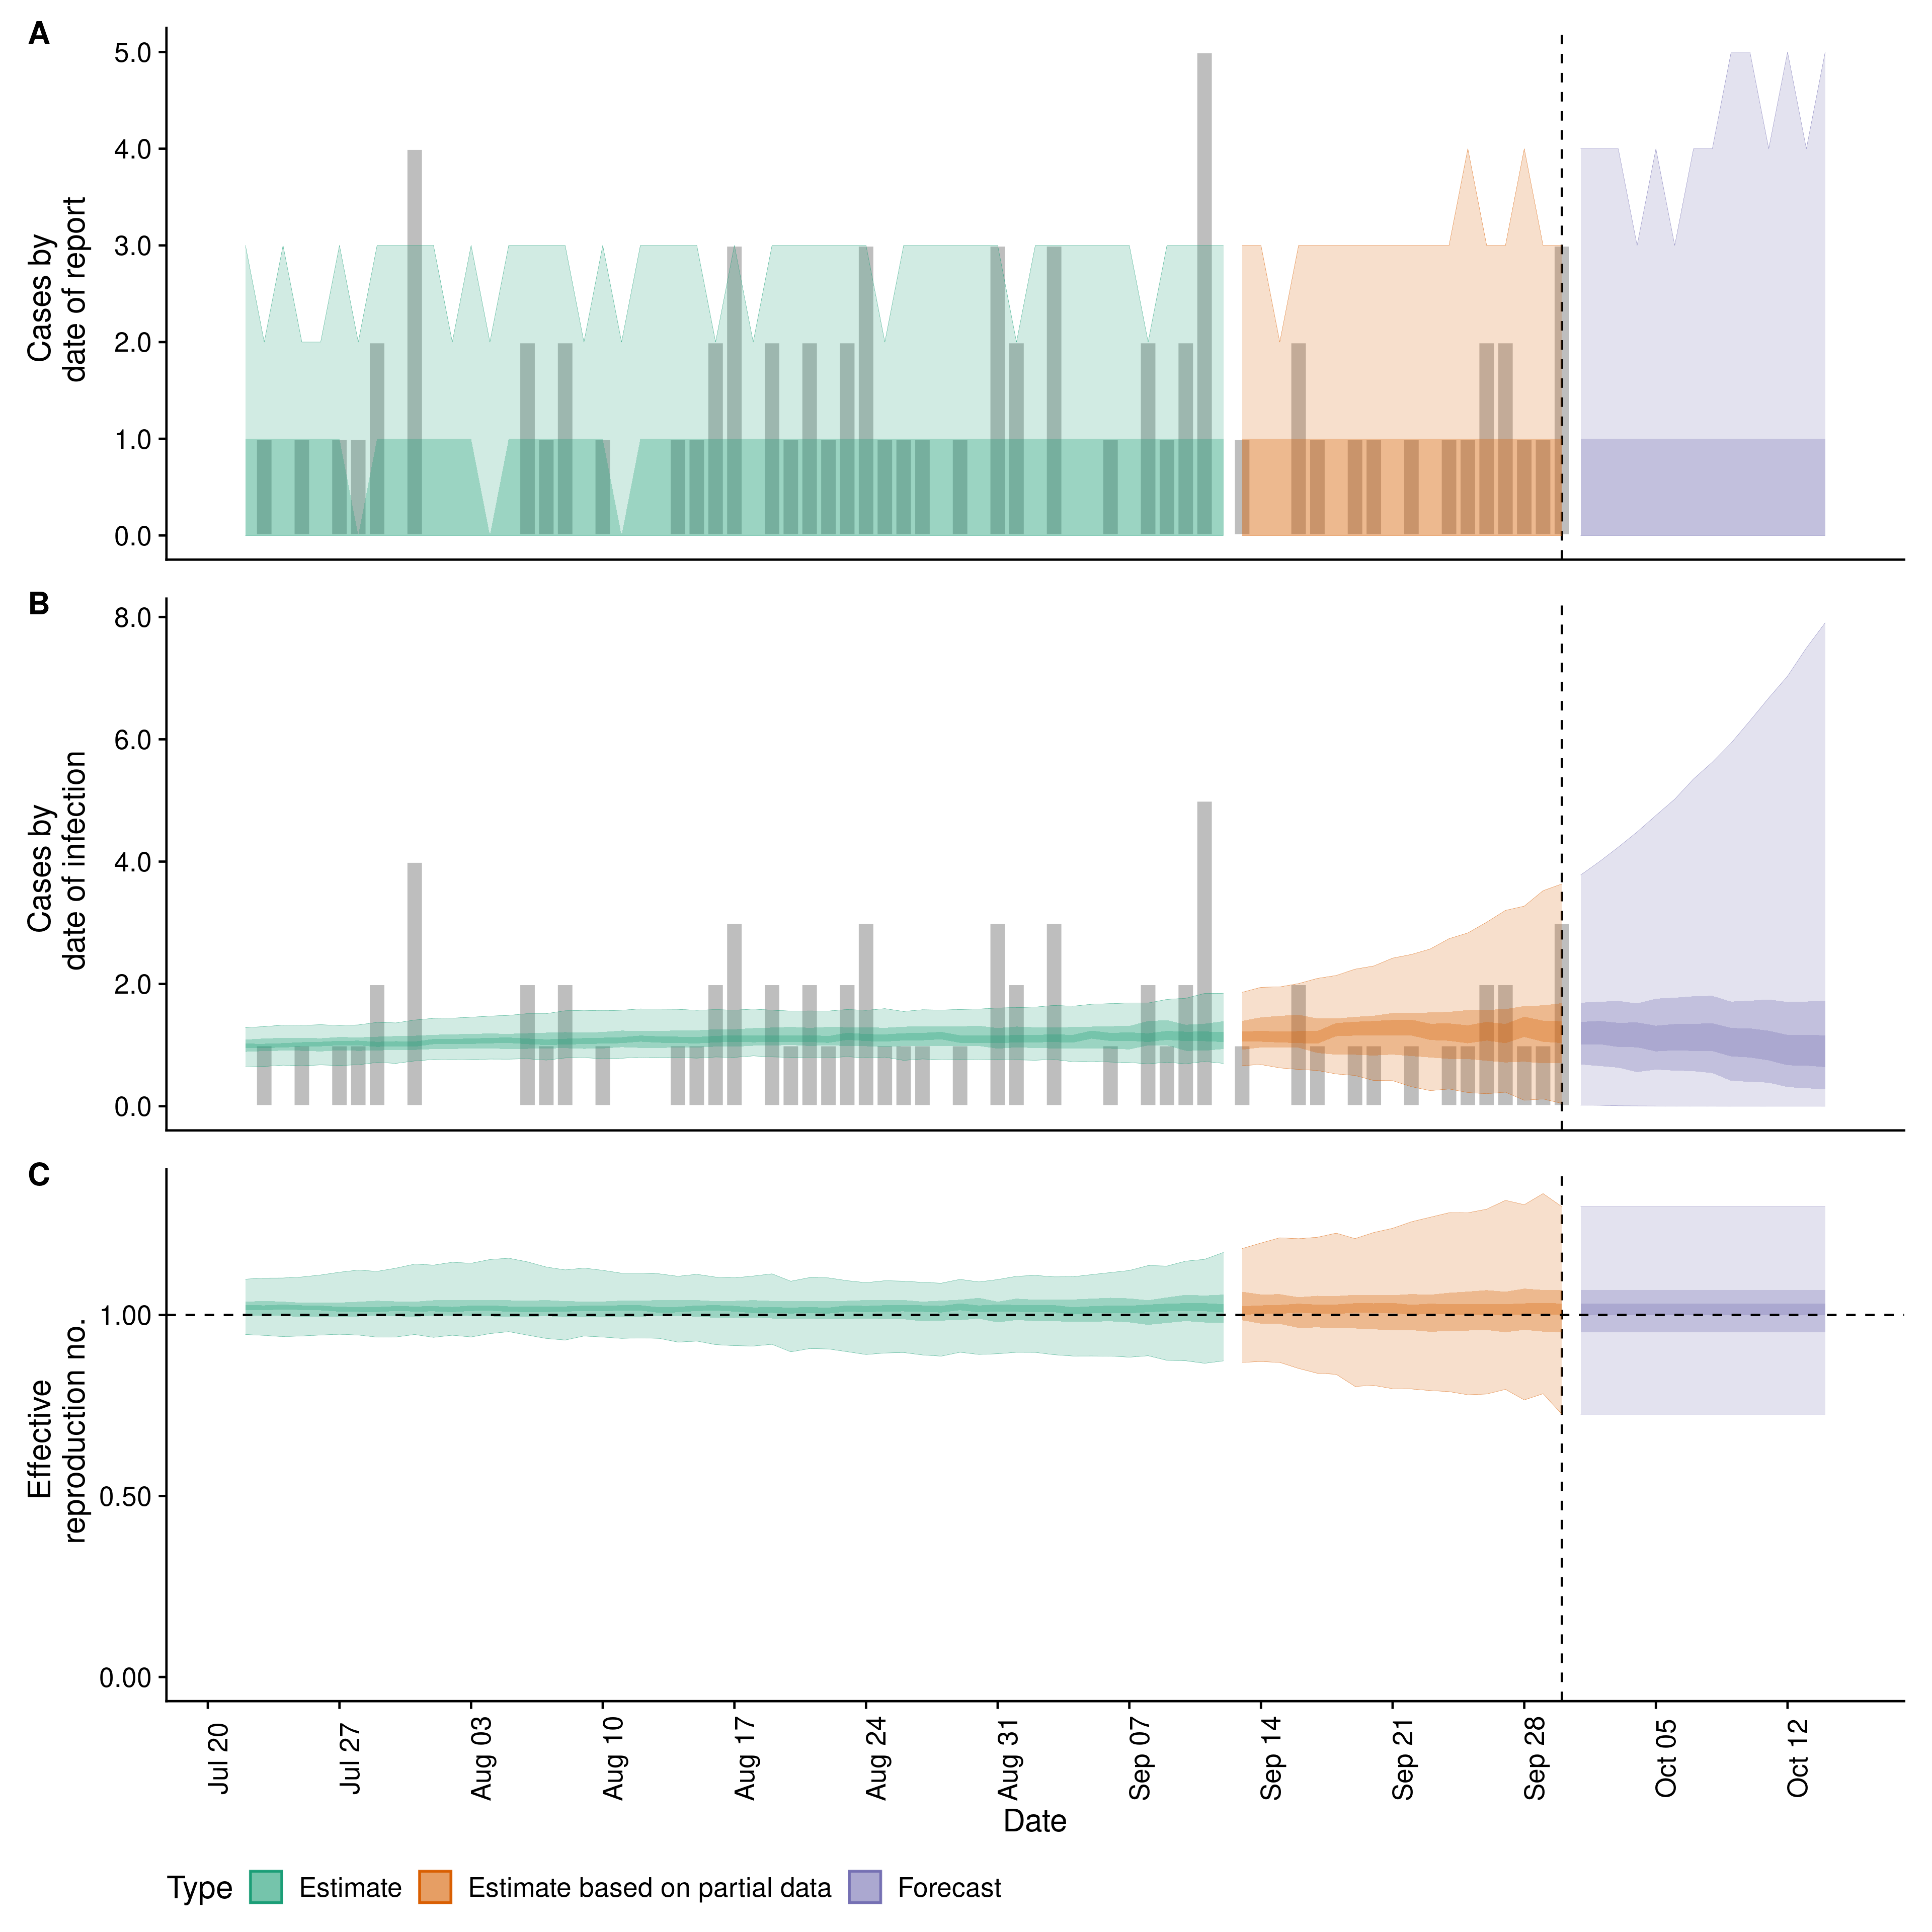 A
5.0
4.0
3.0
2.0
1.0
0.0
Cases by
date of report
B
8.0
6.0
4.0
2.0
0.0
Cases by
date of infection
C
1.00
0.50
0.00
Effective
reproduction no.
Jul 20
Jul 27
Aug 03
Aug 10
Aug 17
Aug 24
Aug 31
Sep 07
Sep 14
Sep 21
Sep 28
Oct 05
Oct 12
Date
Type Estimate Estimate based on partial data Forecast